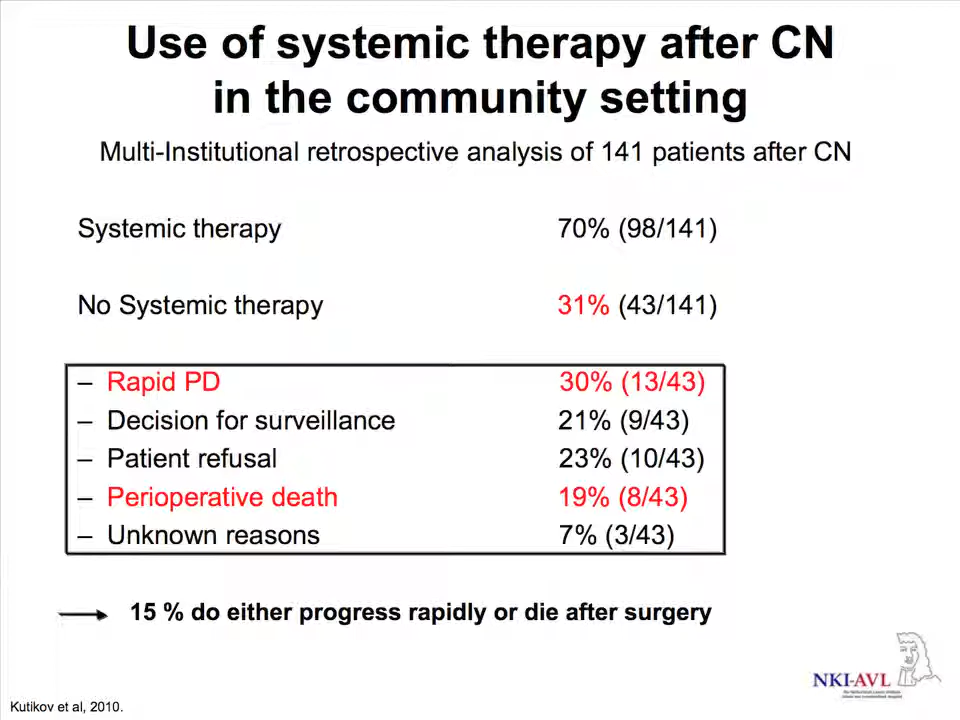 Use of systemic therapy after CN
in the community setting
Multi-Institutional retrospective analysis of 141 patients after CN
Systemic therapy 70% (98/141)
No Systemic therapy 31% (43/141)
– Rapid PD 30% (13/43)
– Decision for surveillance 21% (9/43)
– Patient refusal 23% (10/43)
– Perioperative death 19% (8/43)
– Unknown reasons 7% (3/43)
15 % do either progress rapidly or die after surgery
NKI-AVL
Kutikov et al, 2010.